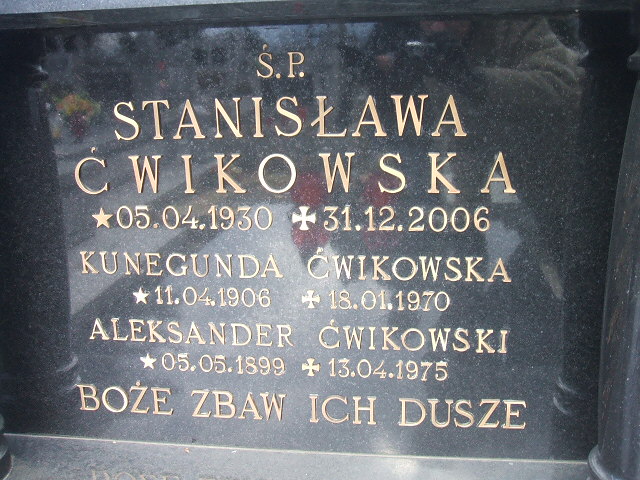 Ś.P.
STANISŁAWA
ĆWIKOWSKA
★05.04.1930 ✠31.12.2006
KUNEGUNDA ĆWIKOWSKA
★11.04.1906 ✠18.01.1970
ALEKSANDER ĆWIKOWSKI
★05.05.1899 ✠13.04.1975
BOŻE ZBAW ICH DUSZE